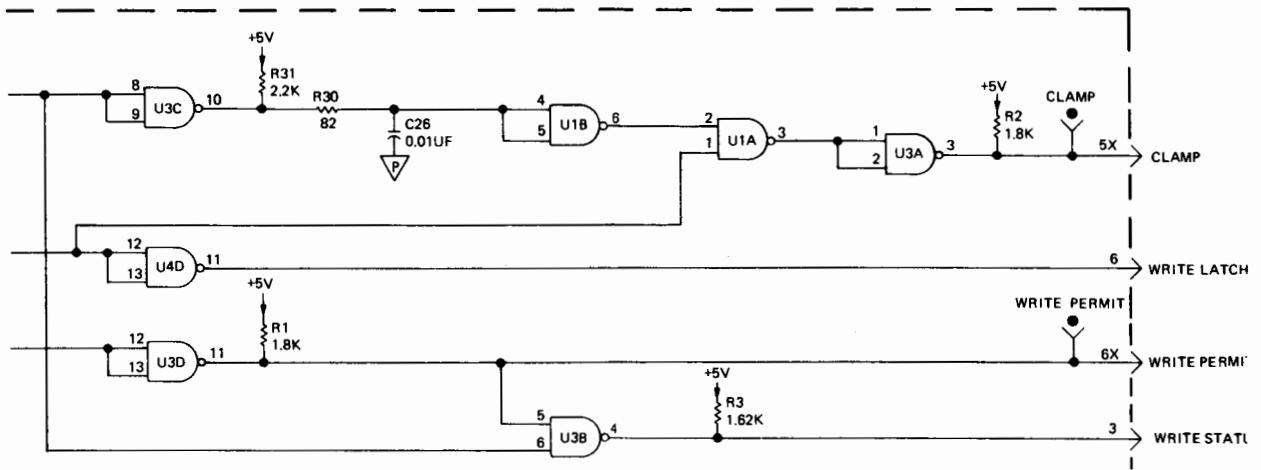 +5V
R31
2.2K
R30
82
C26
0.01UF
P
8
9
U3C
10
4
5
U1B
6
2
1
U1A
3
1
2
U3A
3
+5V
R2
1.8K
CLAMP
5X
CLAMP
12
13
U4D
11
6
WRITE LATCH
+5V
R1
1.8K
12
13
U3D
11
WRITE PERMIT
6X
WRITE PERMI
5
6
U3B
4
+5V
R3
1.62K
3
WRITE STATU